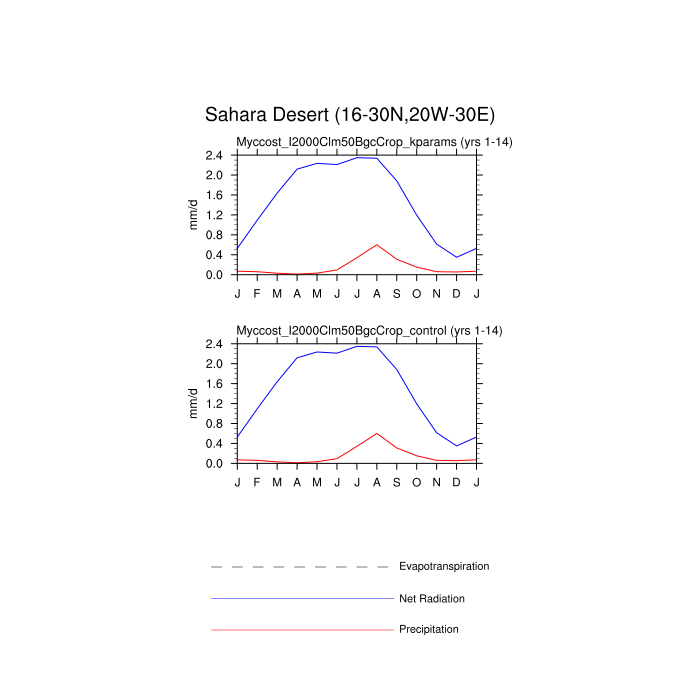 Sahara Desert (16-30N,20W-30E)
Myccost_I2000Clm50BgcCrop_kparams (yrs 1-14)
2.4
2.0
1.6
1.2
0.8
0.4
0.0
mm/d
J F M A M J J A S O N D J
Myccost_I2000Clm50BgcCrop_control (yrs 1-14)
2.4
2.0
1.6
1.2
0.8
0.4
0.0
mm/d
J F M A M J J A S O N D J
Evapotranspiration
Net Radiation
Precipitation